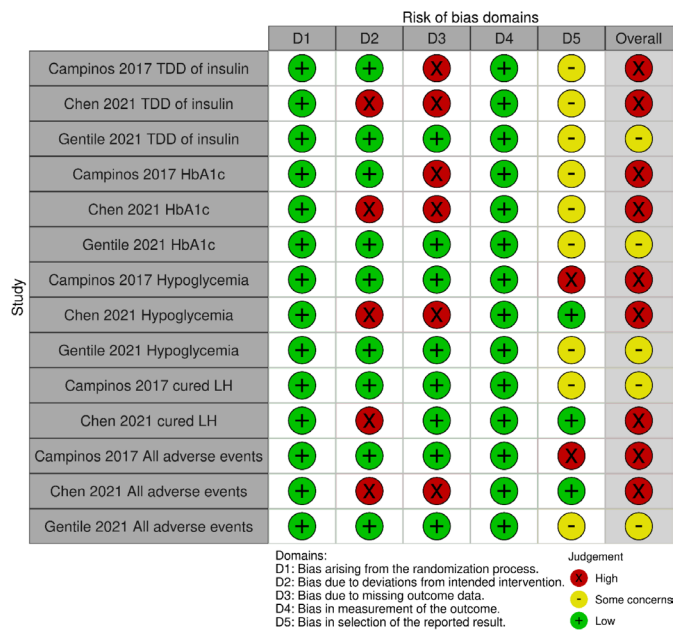 Risk of bias domains
D1 D2 D3 D4 D5 Overall
Study
Campinos 2017 TDD of insulin + + X + - X
Chen 2021 TDD of insulin + X X + - X
Gentile 2021 TDD of insulin + + + + - -
Campinos 2017 HbA1c + + X + - X
Chen 2021 HbA1c + X X + - X
Gentile 2021 HbA1c + + + + - -
Campinos 2017 Hypoglycemia + + + + X X
Chen 2021 Hypoglycemia + X X + + X
Gentile 2021 Hypoglycemia + + + + - -
Campinos 2017 cured LH + + + + - -
Chen 2021 cured LH + X + + + X
Campinos 2017 All adverse events + + + + X X
Chen 2021 All adverse events + X X + + X
Gentile 2021 All adverse events + + + + - -
Domains:
D1: Bias arising from the randomization process.
D2: Bias due to deviations from intended intervention.
D3: Bias due to missing outcome data.
D4: Bias in measurement of the outcome.
D5: Bias in selection of the reported result.
Judgement
X High
- Some concerns
+ Low